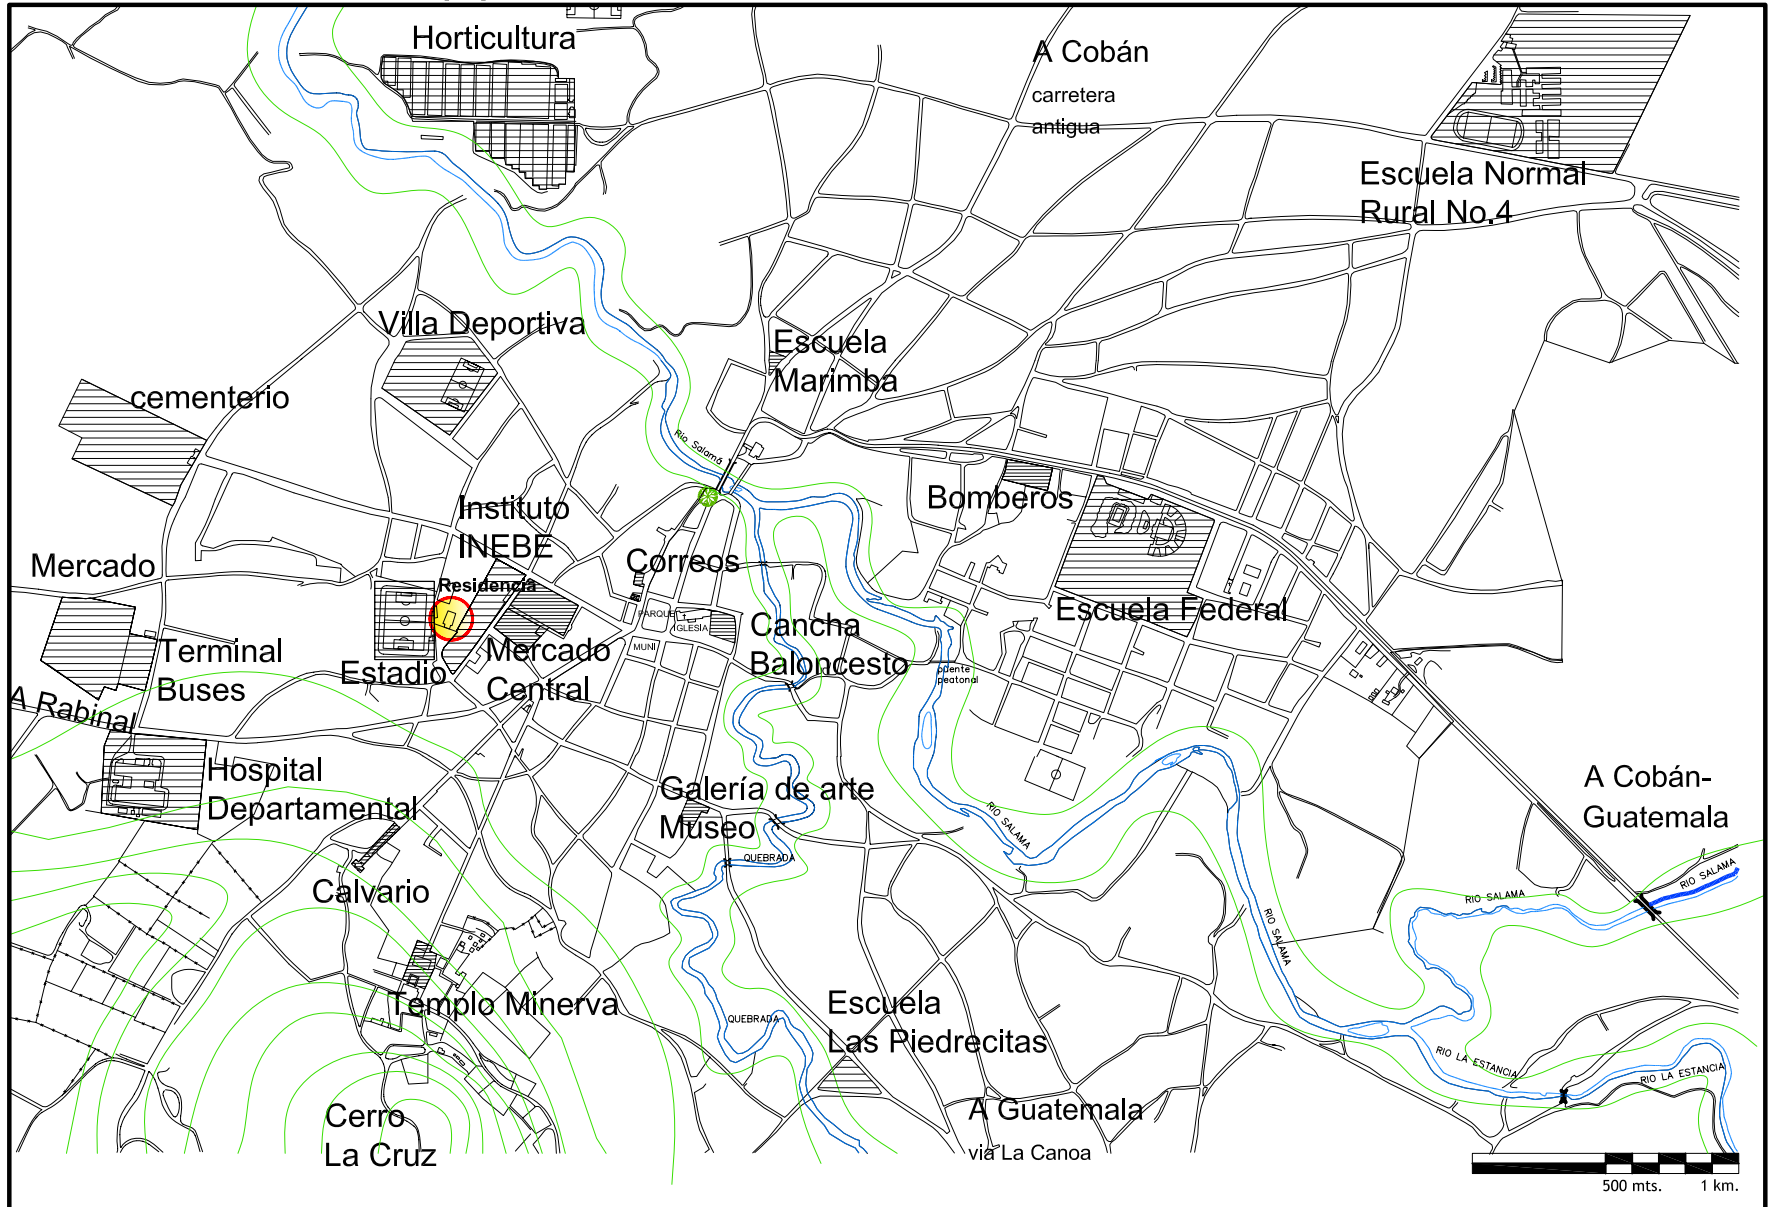 Horticultura
A Cobán
carretera
antigua
Escuela Normal
Rural No.4
Villa Deportiva
Escuela
Marimba
cementerio
Rio Salamá
Instituto
INEBE
Bomberos
Correos
Mercado
Residencia
PARQUE
IGLESIA
MUNI
Escuela Federal
Cancha
Baloncesto
Terminal
Buses
Estadio
Mercado
Central
puente
peatonal
A Rabinal
Hospital
Departamental
Galería de arte
Museo
A Cobán-
Guatemala
RIO SALAMA
QUEBRADA
Calvario
RIO SALAMA
RIO SALAMA
RIO SALAMA
Templo Minerva
QUEBRADA
Escuela
Las Piedrecitas
RIO LA ESTANCIA
RIO LA ESTANCIA
Cerro
La Cruz
A Guatemala
via La Canoa
500 mts.
1 km.